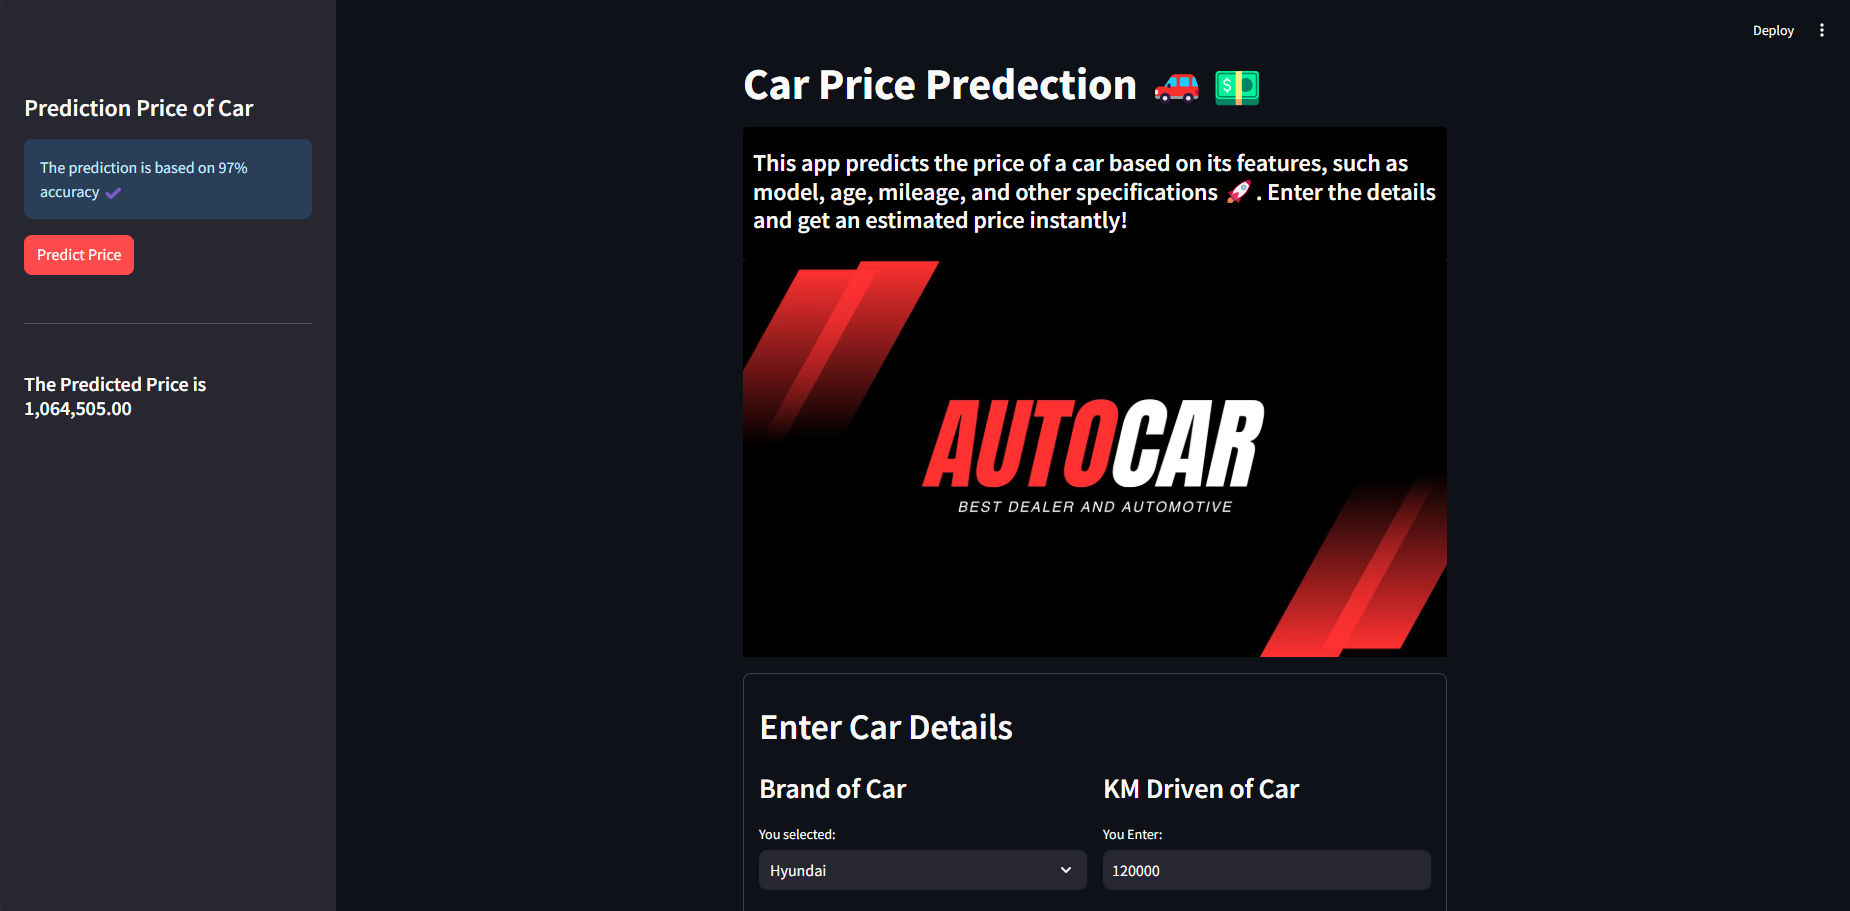 Deploy
Prediction Price of Car
The prediction is based on 97%
accuracy ✔
Predict Price
The Predicted Price is
1,064,505.00
Car Price Predection 🚗 💵
This app predicts the price of a car based on its features, such as
model, age, mileage, and other specifications 🚀 . Enter the details
and get an estimated price instantly!
AUTOCAR
BEST DEALER AND AUTOMOTIVE
Enter Car Details
Brand of Car
You selected:
Hyundai
KM Driven of Car
You Enter:
120000